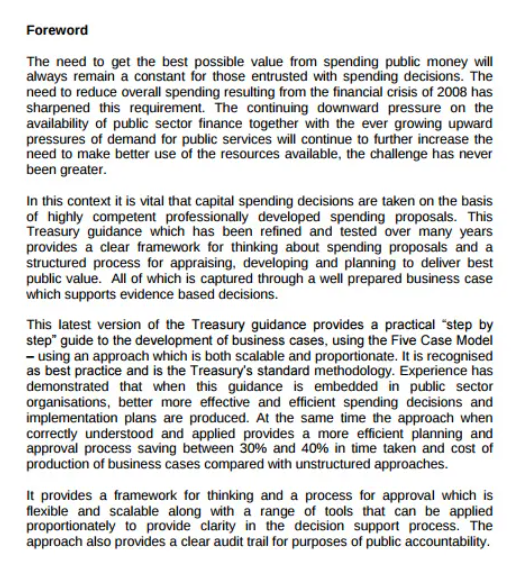 Foreword
The need to get the best possible value from spending public money will
always remain a constant for those entrusted with spending decisions. The
need to reduce overall spending resulting from the financial crisis of 2008 has
sharpened this requirement. The continuing downward pressure on the
availability of public sector finance together with the ever growing upward
pressures of demand for public services will continue to further increase the
need to make better use of the resources available, the challenge has never
been greater.
In this context it is vital that capital spending decisions are taken on the basis
of highly competent professionally developed spending proposals. This
Treasury guidance which has been refined and tested over many years
provides a clear framework for thinking about spending proposals and a
structured process for appraising, developing and planning to deliver best
public value. All of which is captured through a well prepared business case
which supports evidence based decisions.
This latest version of the Treasury guidance provides a practical “step by
step” guide to the development of business cases, using the Five Case Model
– using an approach which is both scalable and proportionate. It is recognised
as best practice and is the Treasury's standard methodology. Experience has
demonstrated that when this guidance is embedded in public sector
organisations, better more effective and efficient spending decisions and
implementation plans are produced. At the same time the approach when
correctly understood and applied provides a more efficient planning and
approval process saving between 30% and 40% in time taken and cost of
production of business cases compared with unstructured approaches.
It provides a framework for thinking and a process for approval which is
flexible and scalable along with a range of tools that can be applied
proportionately to provide clarity in the decision support process. The
approach also provides a clear audit trail for purposes of public accountability.